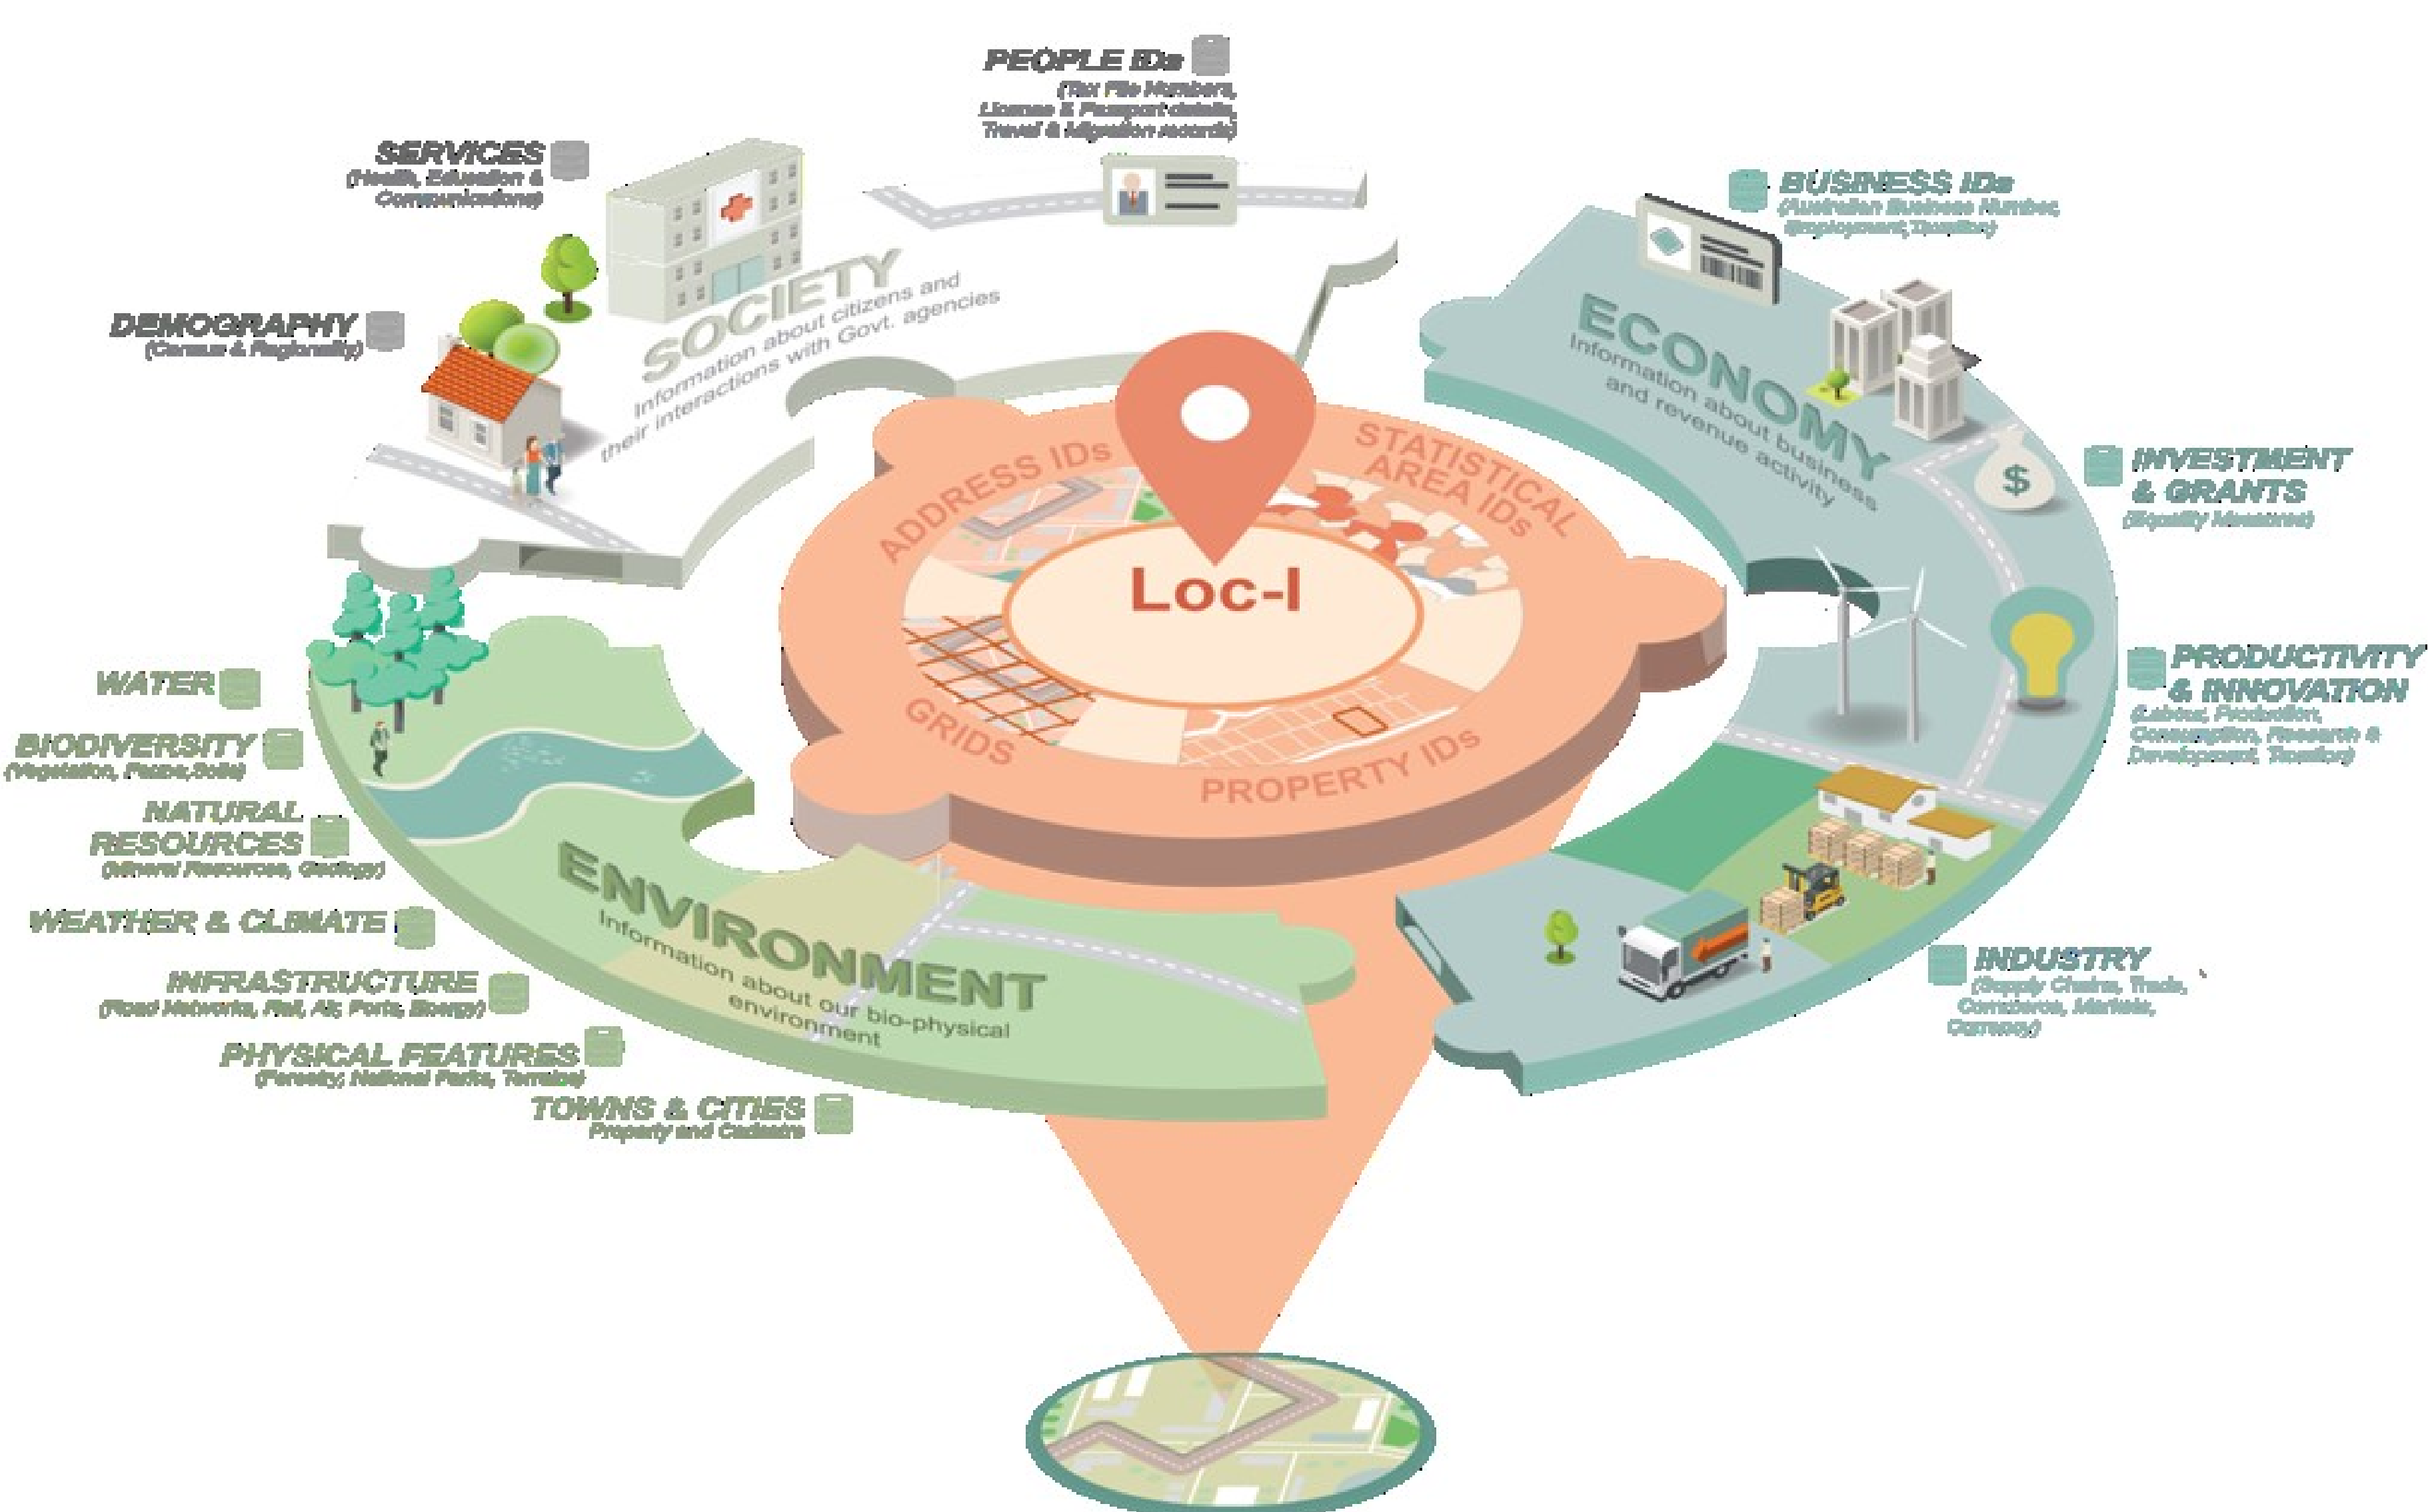 PEOPLE IDs
(Tax File Numbers,
License & Passport details,
Travel & Migration records)
SERVICES
(Health, Education &
Communications)
DEMOGRAPHY
(Census & Regionality)
SOCIETY
Information about citizens and
their interactions with Govt. agencies
BUSINESS IDs
(Australian Business Number,
Employment, Taxation)
ECONOMY
Information about business
and revenue activity
INVESTMENT
& GRANTS
(Equality Measures)
PRODUCTIVITY
& INNOVATION
(Labour, Production,
Consumption, Research &
Development, Taxation)
INDUSTRY
(Supply Chains, Trade,
Commerce, Markets,
Currency)
ADDRESS IDs
STATISTICAL
AREA IDs
Loc-I
GRIDS
PROPERTY IDs
$
WATER
BIODIVERSITY
(Vegetation, Fauna, Soils)
NATURAL
RESOURCES
(Mineral Resources, Geology)
WEATHER & CLIMATE
INFRASTRUCTURE
(Road Networks, Rail, Air, Ports, Energy)
PHYSICAL FEATURES
(Forestry, National Parks, Terrains)
TOWNS & CITIES
Property and Cadastre
ENVIRONMENT
Information about our bio-physical
environment